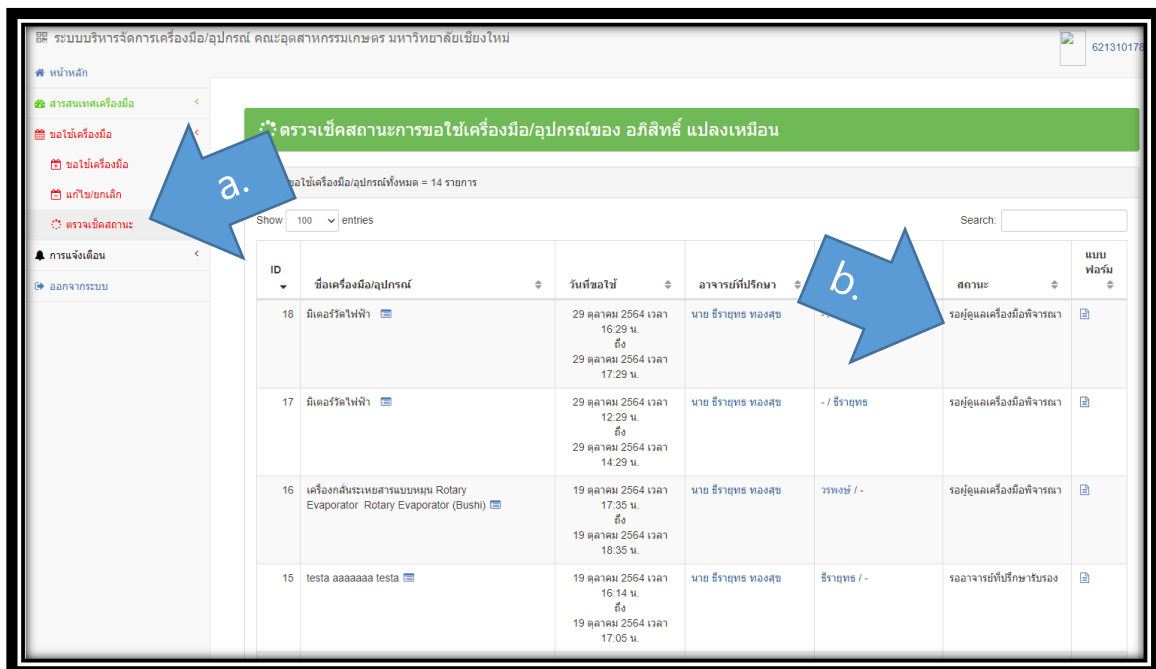 ระบบบริหารจัดการเครื่องมือ/อุปกรณ์ คณะอุตสาหกรรมเกษตร มหาวิทยาลัยเชียงใหม่
621310178
หน้าหลัก
สารสนเทศเครื่องมือ
ขอใช้เครื่องมือ
ขอใช้เครื่องมือ
แก้ไข/ยกเลิก
ตรวจเช็คสถานะ
การแจ้งเตือน
ออกจากระบบ
a.
ตรวจเช็คสถานะการขอใช้เครื่องมือ/อุปกรณ์ของ อภิสิทธิ์ แปลงเหมือน
ขอใช้เครื่องมือ/อุปกรณ์ทั้งหมด = 14 รายการ
Show 100 entries
Search:
b.
ID ชื่อเครื่องมือ/อุปกรณ์ วันที่ขอใช้ อาจารย์ที่ปรึกษา สถานะ แบบ
ฟอร์ม
18 มิเตอร์วัดไฟฟ้า 29 ตุลาคม 2564 เวลา นาย ธีรายุทธ ทองสุข รอผู้ดูแลเครื่องมือพิจารณา
16:29 น.
ถึง
29 ตุลาคม 2564 เวลา
17:29 น.
17 มิเตอร์วัดไฟฟ้า 29 ตุลาคม 2564 เวลา นาย ธีรายุทธ ทองสุข - / ธีรายุทธ รอผู้ดูแลเครื่องมือพิจารณา
12:29 น.
ถึง
29 ตุลาคม 2564 เวลา
14:29 น.
16 เครื่องกลั่นระเหยสารแบบหมุน Rotary 19 ตุลาคม 2564 เวลา นาย ธีรายุทธ ทองสุข วรพงษ์ / - รอผู้ดูแลเครื่องมือพิจารณา
Evaporator Rotary Evaporator (Bushi) 17:35 น.
ถึง
19 ตุลาคม 2564 เวลา
18:35 น.
15 testa aaaaaaa testa 19 ตุลาคม 2564 เวลา นาย ธีรายุทธ ทองสุข ธีรายุทธ / - รออาจารย์ที่ปรึกษารับรอง
16:14 น.
ถึง
19 ตุลาคม 2564 เวลา
17:05 น.